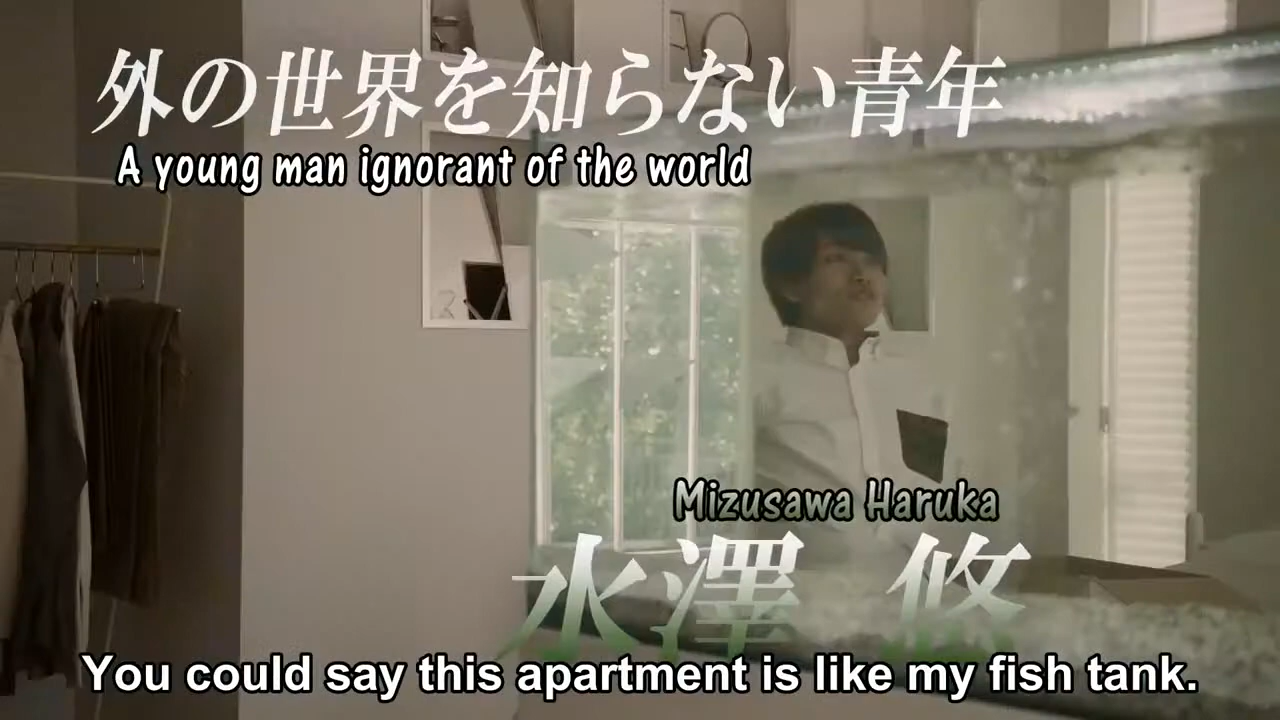 外の世界を知らない青年
A young man ignorant of the world
Mizusawa Haruka
水澤 悠
You could say this apartment is like my fish tank.